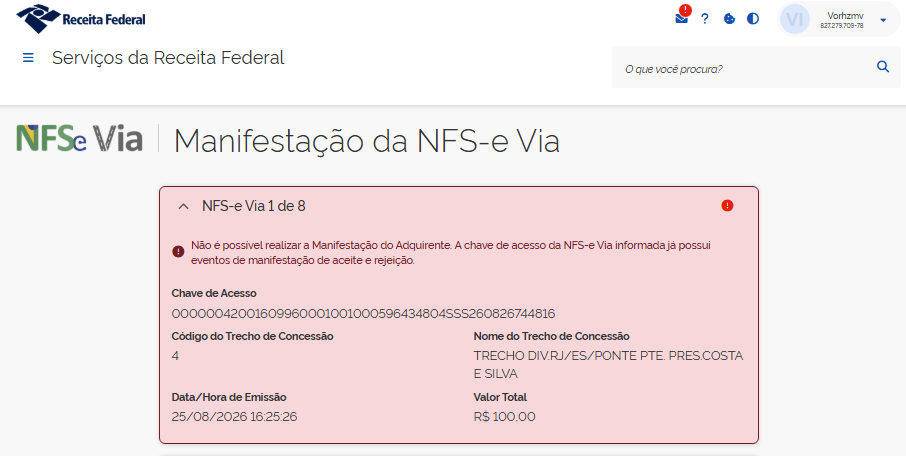 Receita Federal
!
?
Vorhzmv
VI
827.279.709-78
Serviços da Receita Federal
O que você procura?
NFSe Via
Manifestação da NFS-e Via
NFS-e Via 1 de 8
Não é possível realizar a Manifestação do Adquirente. A chave de acesso da NFS-e Via informada já possui
eventos de manifestação de aceite e rejeição.
Chave de Acesso
00000042001609960001001000596434804SSS260826744816
Código do Trecho de Concessão
4
Nome do Trecho de Concessão
TRECHO DIV.RJ/ES/PONTE PTE. PRES.COSTA
E SILVA
Data/Hora de Emissão
25/08/2026 16:25:26
Valor Total
R$ 100,00